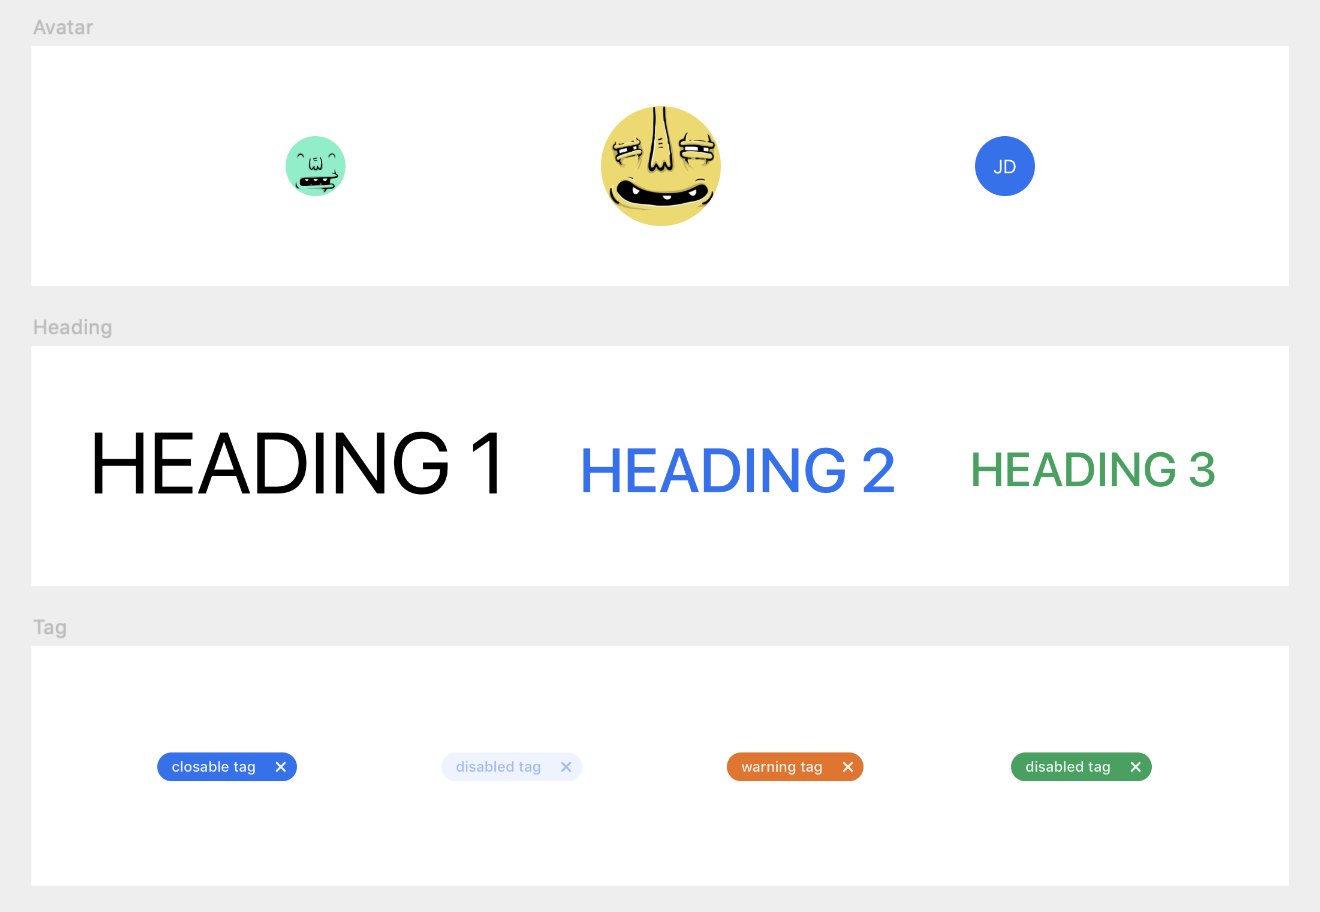 Avatar
JD
Heading
HEADING 1
HEADING 2
HEADING 3
Tag
closable tag
disabled tag
warning tag
disabled tag